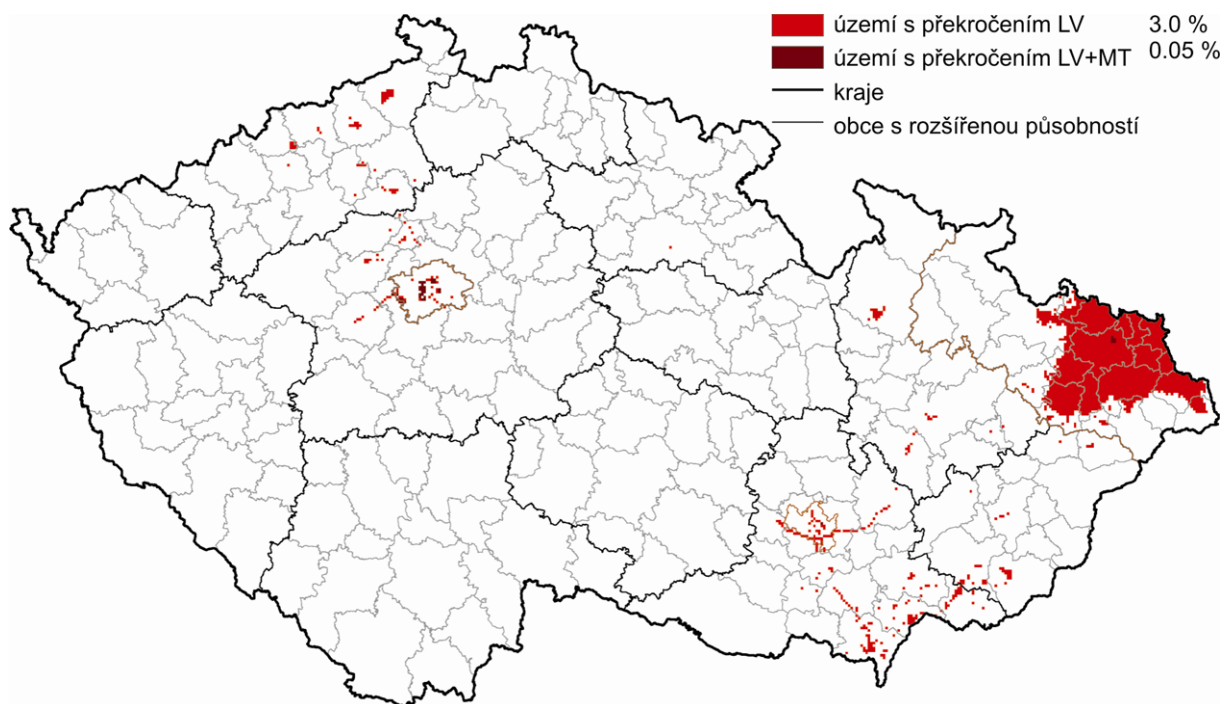 území s překročením LV 3.0 %
území s překročením LV+MT 0.05 %
kraje
obce s rozšířenou působností